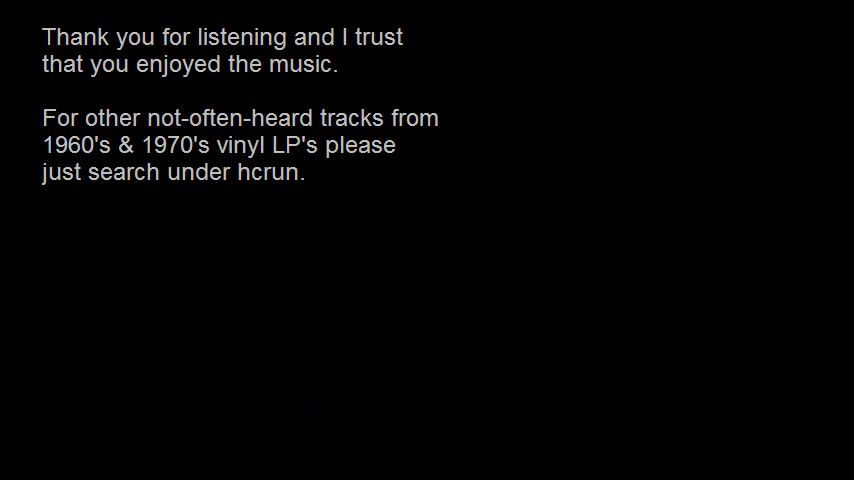 Thank you for listening and I trust
that you enjoyed the music.
For other not-often-heard tracks from
1960's & 1970's vinyl LP's please
just search under hcrun.